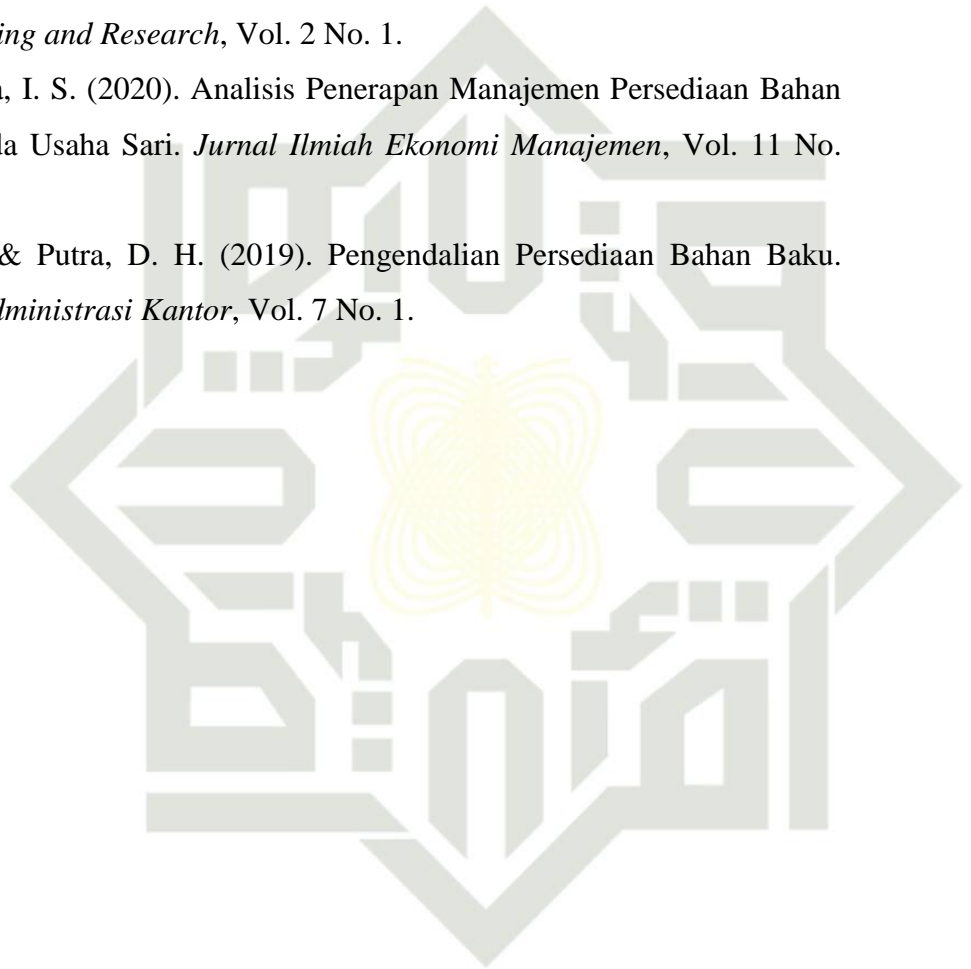 ing and Research, Vol. 2 No. 1.
a, I. S. (2020). Analisis Penerapan Manajemen Persediaan Bahan
da Usaha Sari. Jurnal Ilmiah Ekonomi Manajemen, Vol. 11 No.
& Putra, D. H. (2019). Pengendalian Persediaan Bahan Baku.
dministrasi Kantor, Vol. 7 No. 1.